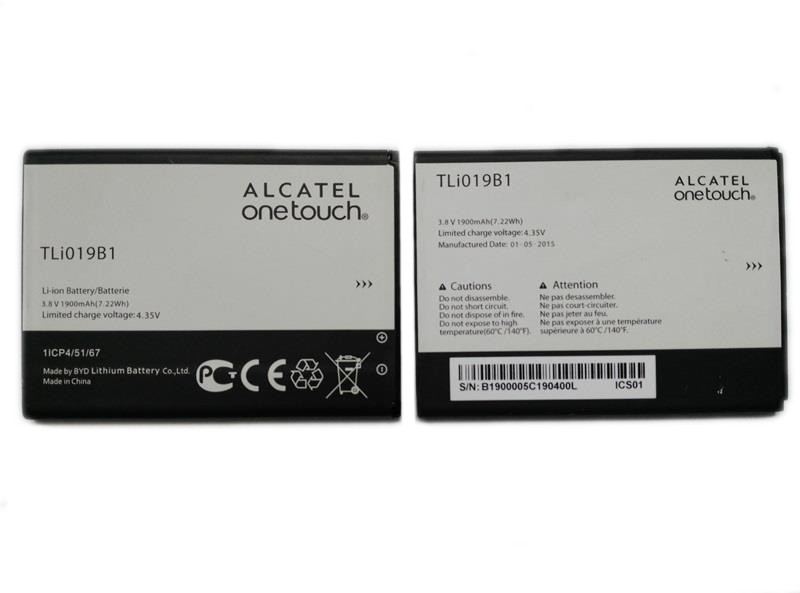 ALCATEL
onetouch®
TLi019B1
Li-ion Battery/Batterie
3.8 V 1900mAh(7.22Wh)
Limited charge voltage: 4.35V
1ICP4/51/67
Made by BYD Lithium Battery Co.,Ltd.
Made in China
PC CE
TLi019B1
ALCATEL
onetouch®
3.8 V 1900mAh(7.22Wh)
Limited charge voltage: 4.35V
Manufactured Date: 01-05-2015
Cautions
Do not disassemble.
Do not short circuit.
Do not dispose of in fire.
Do not expose to high
temperature(60°C /140°F).
Attention
Ne pas desassembler.
Ne pas court-circuiter.
Ne pas jeter au feu.
Ne pas exposer à une température
supérieure à 60°C /140°F.
S/N: B1900005C190400L ICS01